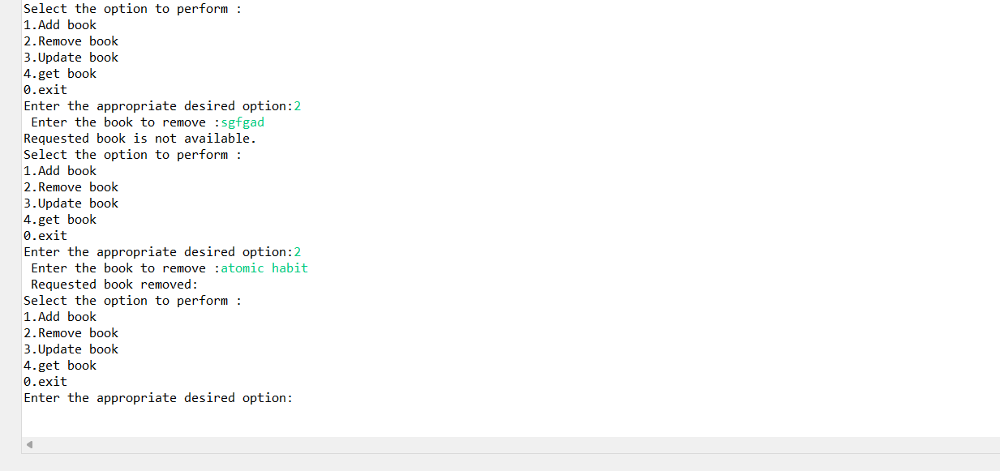 Select the option to perform :
1.Add book
2.Remove book
3.Update book
4.get book
0.exit
Enter the appropriate desired option:2
 Enter the book to remove :sgfgad
Requested book is not available.
Select the option to perform :
1.Add book
2.Remove book
3.Update book
4.get book
0.exit
Enter the appropriate desired option:2
 Enter the book to remove :atomic habit
 Requested book removed:
Select the option to perform :
1.Add book
2.Remove book
3.Update book
4.get book
0.exit
Enter the appropriate desired option: